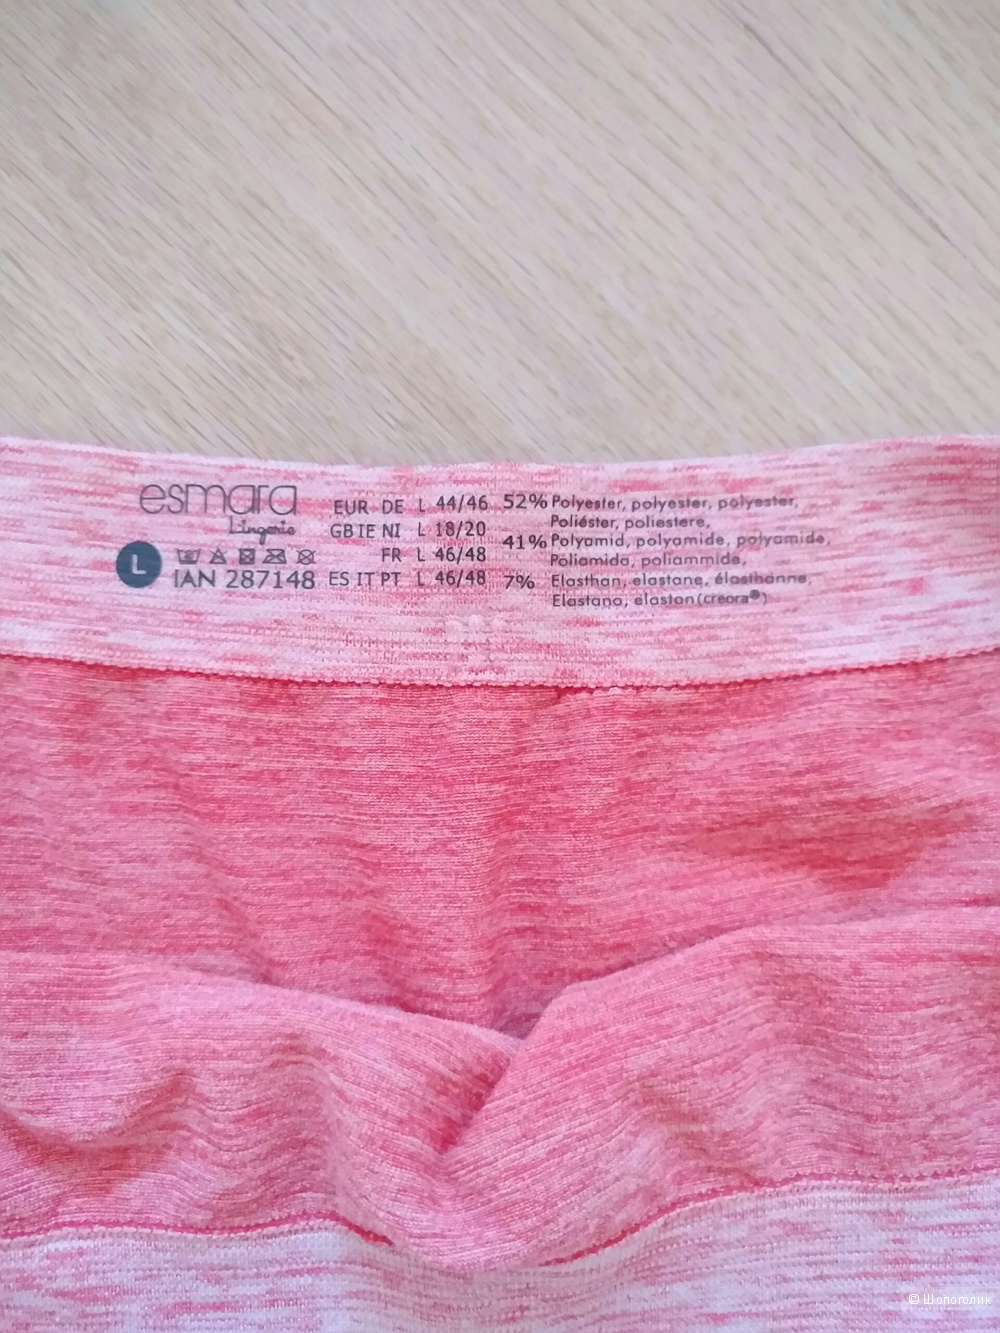 esmara
Lingerie
L
IAN 287148
EUR DE L 44/46
GB IE NI L 18/20
FR L 46/48
ES IT PT L 46/48
52% Polyester, polyester, polyester,
Poliéster, poliestere,
41% Polyamid, polyamide, polyamide,
Poliamida, poliammide,
7% Elasthan, elastane, élasthanne,
Elastano, elastan (creora®)
© Шопоголик